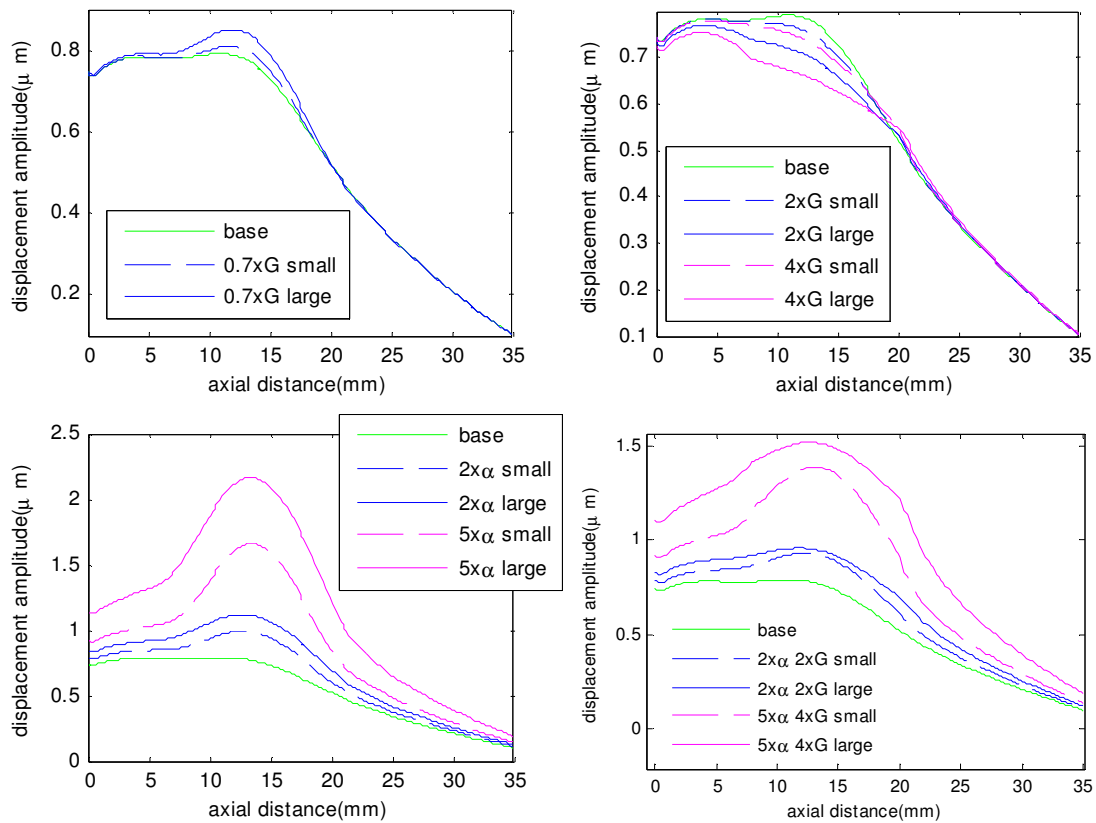 displacement amplitude(μ m)
0.8
0.6
0.4
0.2
base
0.7xG small
0.7xG large
0 5 10 15 20 25 30 35
axial distance(mm)
displacement amplitude(μ m)
0.7
0.6
0.5
0.4
0.3
0.2
0.1
base
2xG small
2xG large
4xG small
4xG large
0 5 10 15 20 25 30 35
axial distance(mm)
displacement amplitude(μ m)
2.5
2
1.5
1
0.5
0
base
2xα small
2xα large
5xα small
5xα large
0 5 10 15 20 25 30 35
axial distance(mm)
displacement amplitude(μ m)
1.5
1
0.5
0
base
2xα 2xG small
2xα 2xG large
5xα 4xG small
5xα 4xG large
0 5 10 15 20 25 30 35
axial distance(mm)